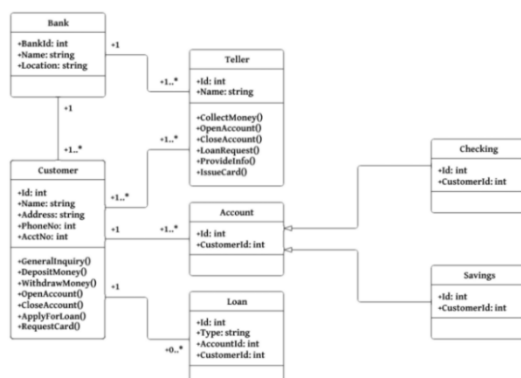 Bank
+BankId: int
+Name: string
+Location: string
+1
+1..*
+1
+1..*
Teller
+Id: int
+Name: string
+CollectMoney()
+OpenAccount()
+CloseAccount()
+LoanRequest()
+ProvideInfo()
+IssueCard()
+1..*
+1..*
Customer
+Id: int
+Name: string
+Address: string
+PhoneNo: int
+AcctNo: int
+GeneralInquiry()
+DepositMoney()
+WithdrawMoney()
+OpenAccount()
+CloseAccount()
+ApplyForLoan()
+RequestCard()
+1
+1..*
Account
+Id: int
+CustomerId: int
Checking
+Id: int
+CustomerId: int
Savings
+Id: int
+CustomerId: int
+1
+0..*
Loan
+Id: int
+Type: string
+AccountId: int
+CustomerId: int